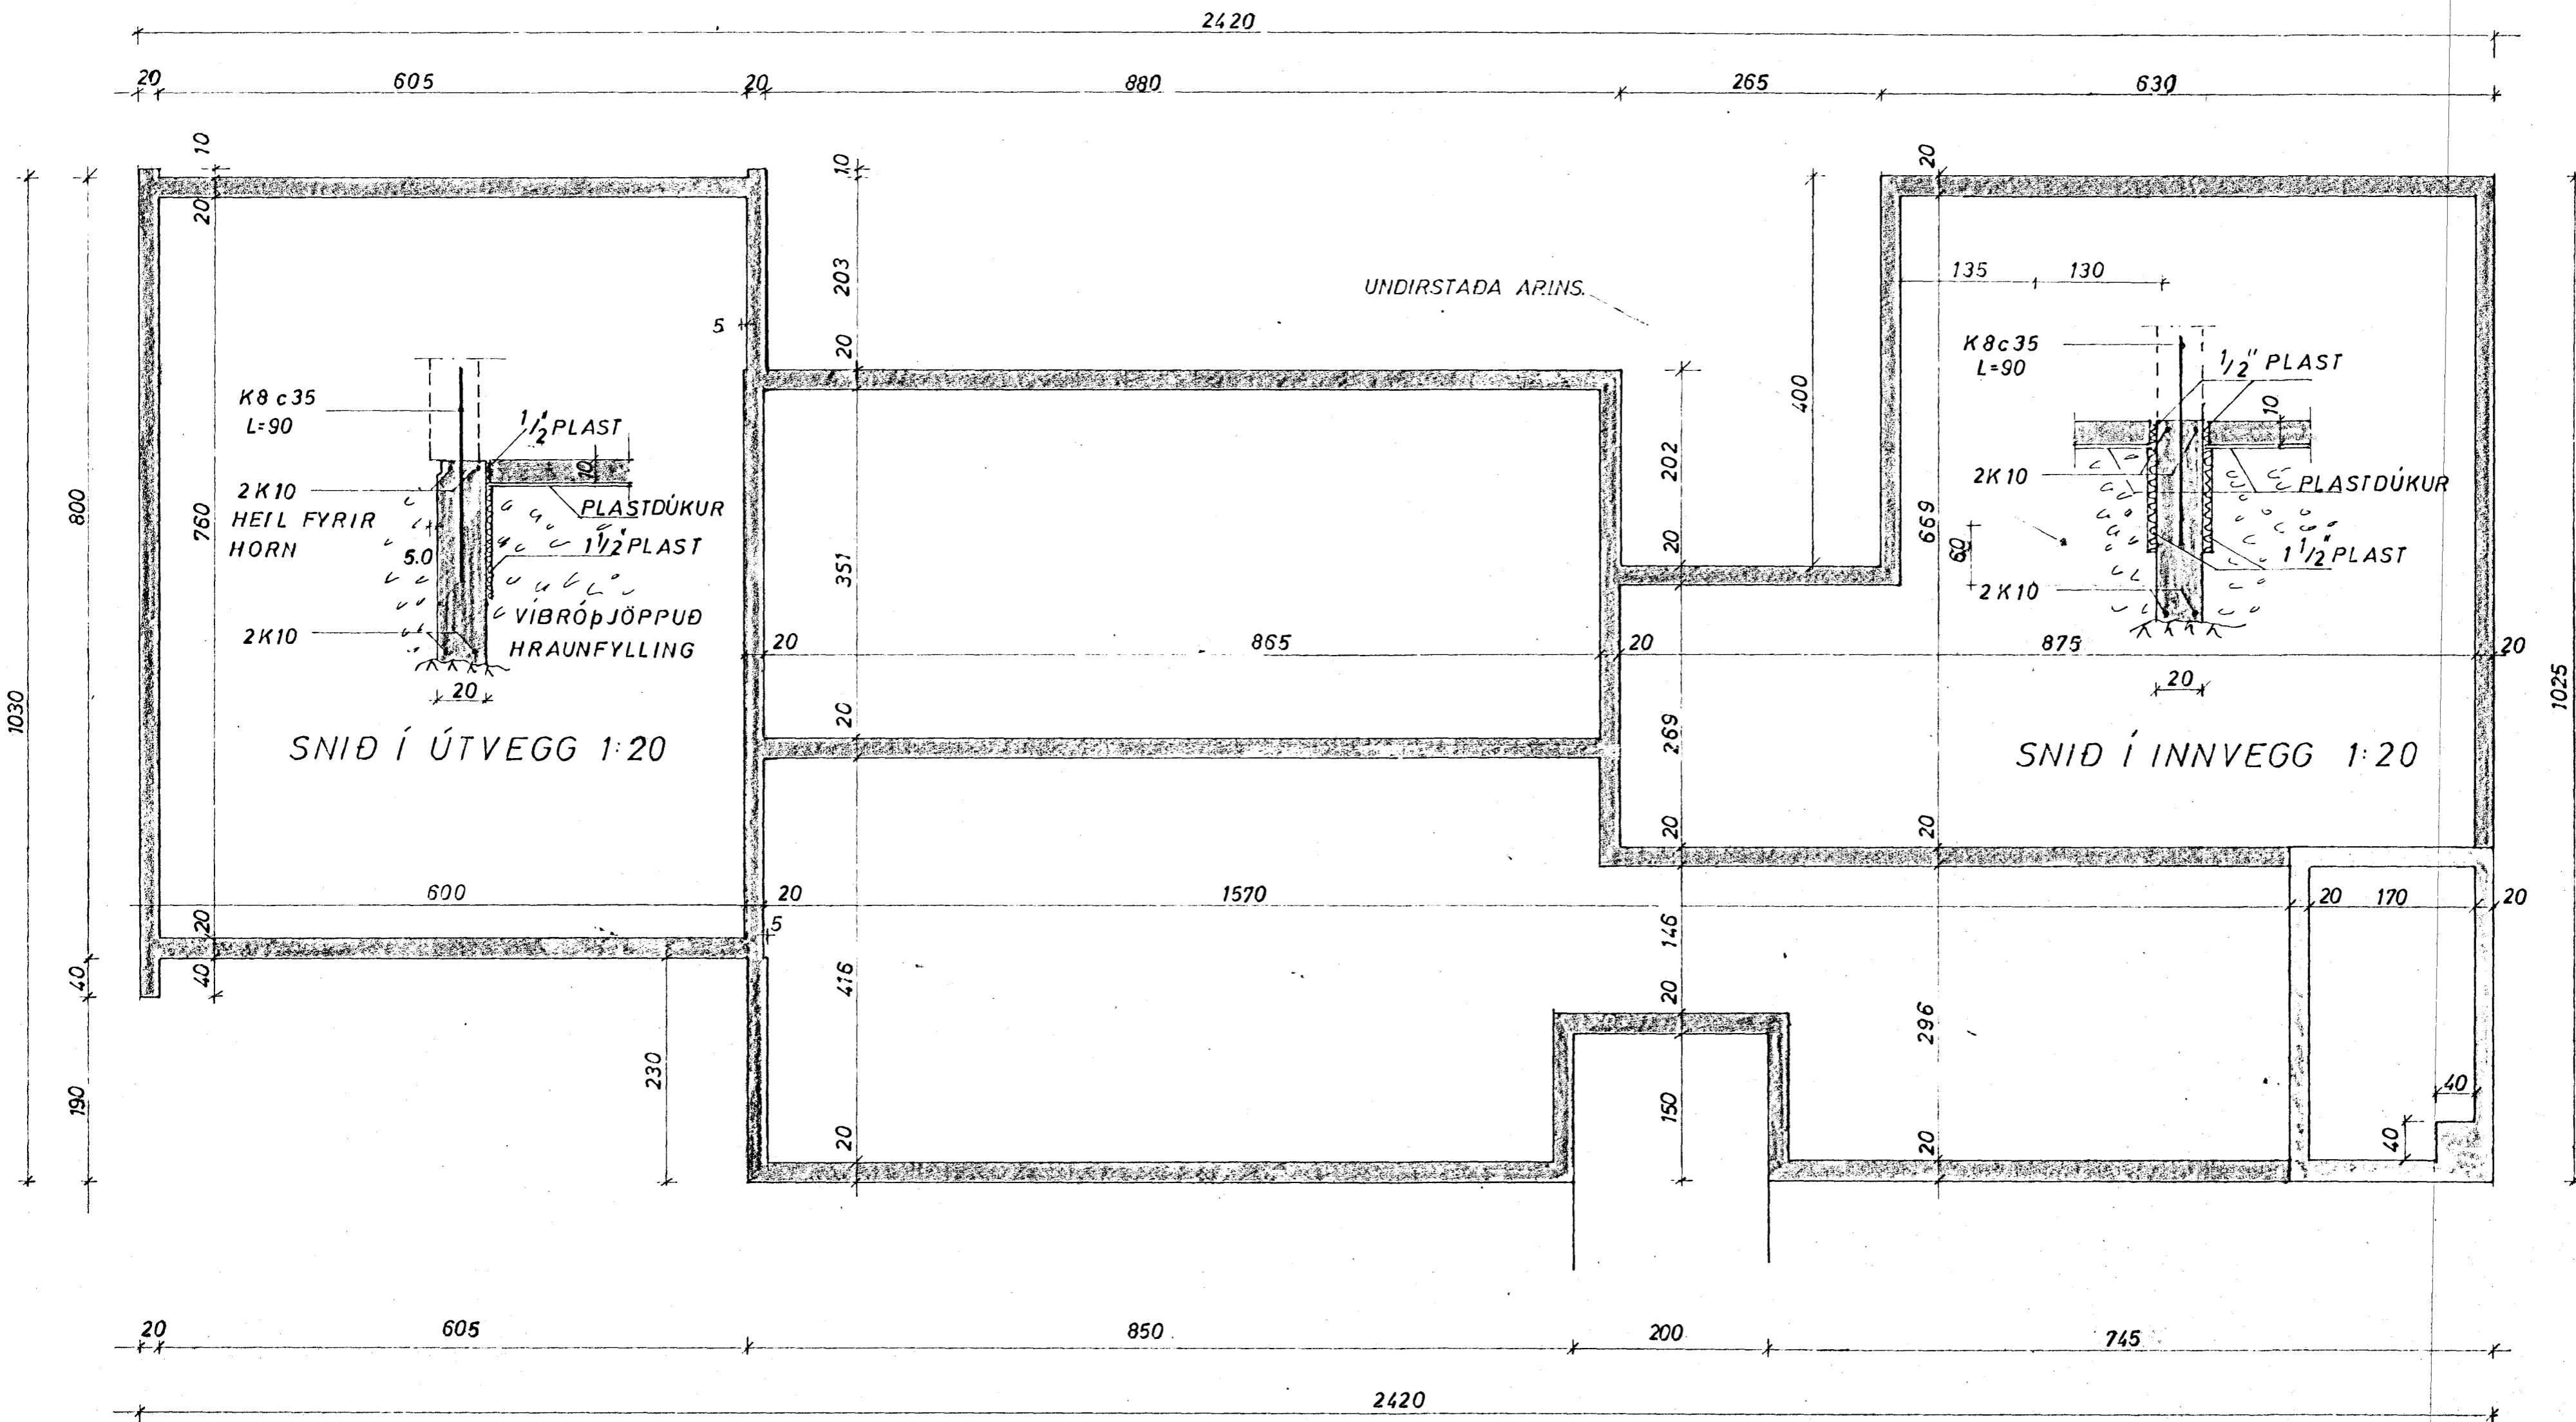 2420
20 605 20 880 265 630
10
10
20
20
203
5
20
UNDIRSTAÐA ARINS.
400
135 130
K8 c35
L=90
1/2" PLAST
10
2K10
HEIL FYRIR
HORN
5.0
PLASTDÚKUR
1 1/2" PLAST
VÍBRÓÞJÖPPUÐ
HRAUNFYLLING
2K10
20
SNIÐ Í ÚTVEGG 1:20
K8c35
L=90
1/2" PLAST
10
2K10
PLASTDÚKUR
60
1 1/2" PLAST
2K10
20
SNIÐ Í INNVEGG 1:20
1030
800
760
351
202
20
669
1025
20 865 20 875 20
20
269
20
20
600 20 1570 20 170 20
20
5
40
40
416
146
20
296
190
230
150
40
40
20
20
20 605 850 200 745
2420